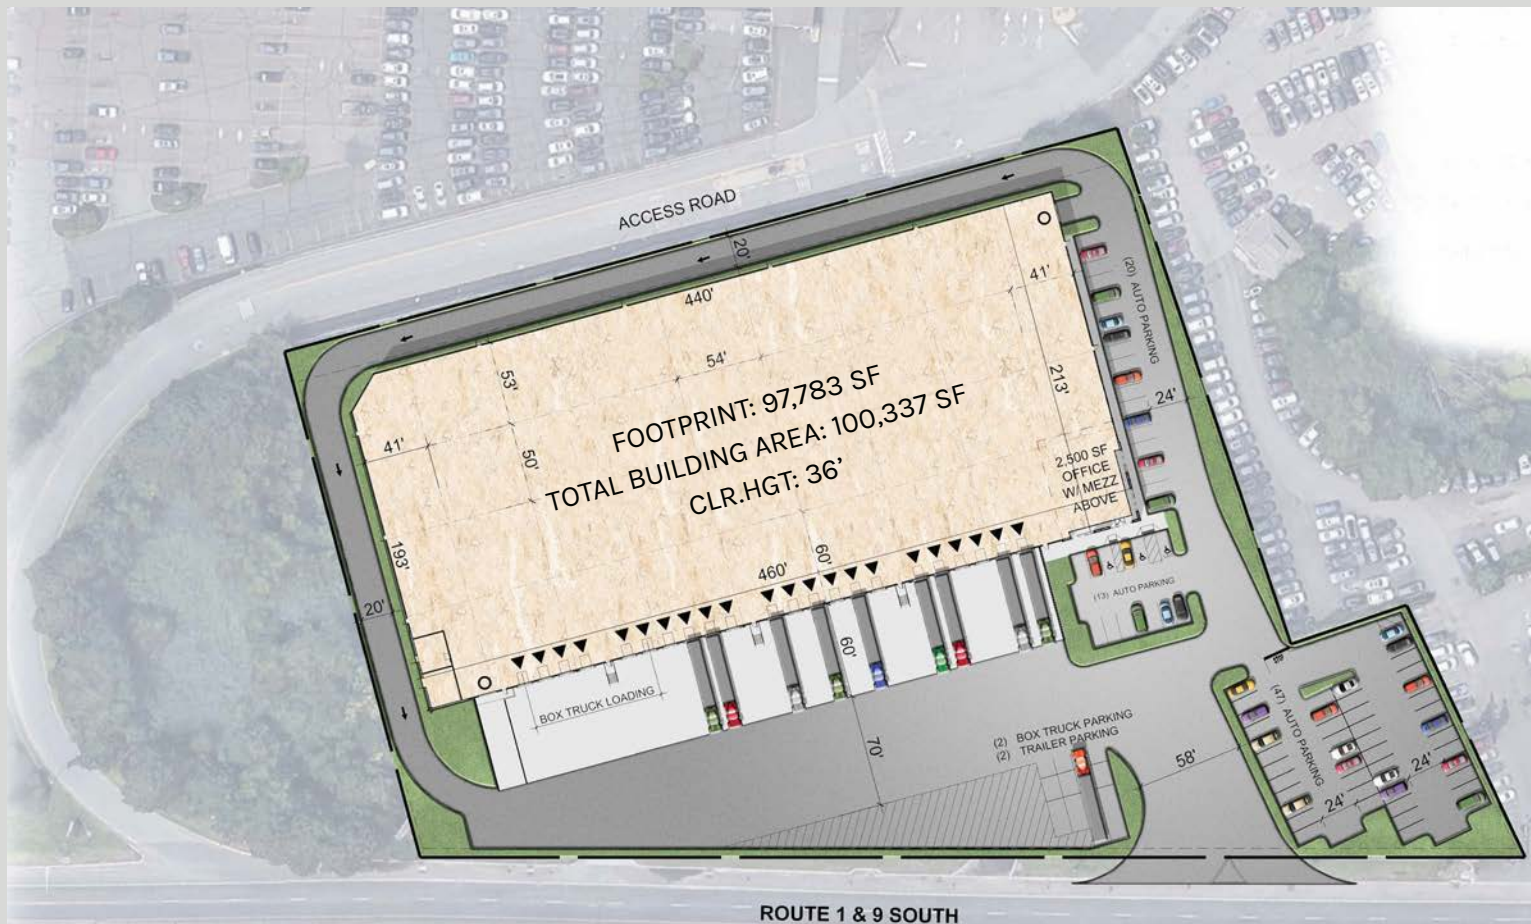 ACCESS ROAD
20'
440'
41'
(20) AUTO PARKING
54'
53'
213'
24'
FOOTPRINT: 97,783 SF
TOTAL BUILDING AREA: 100,337 SF
CLR.HGT: 36’
41'
50'
2,500 SF
OFFICE
W/ MEZZ
ABOVE
193'
60'
460'
20'
(13) AUTO PARKING
60'
BOX TRUCK LOADING
(47) AUTO PARKING
(2) BOX TRUCK PARKING
(2) TRAILER PARKING
70'
58'
24'
24'
ROUTE 1 & 9 SOUTH